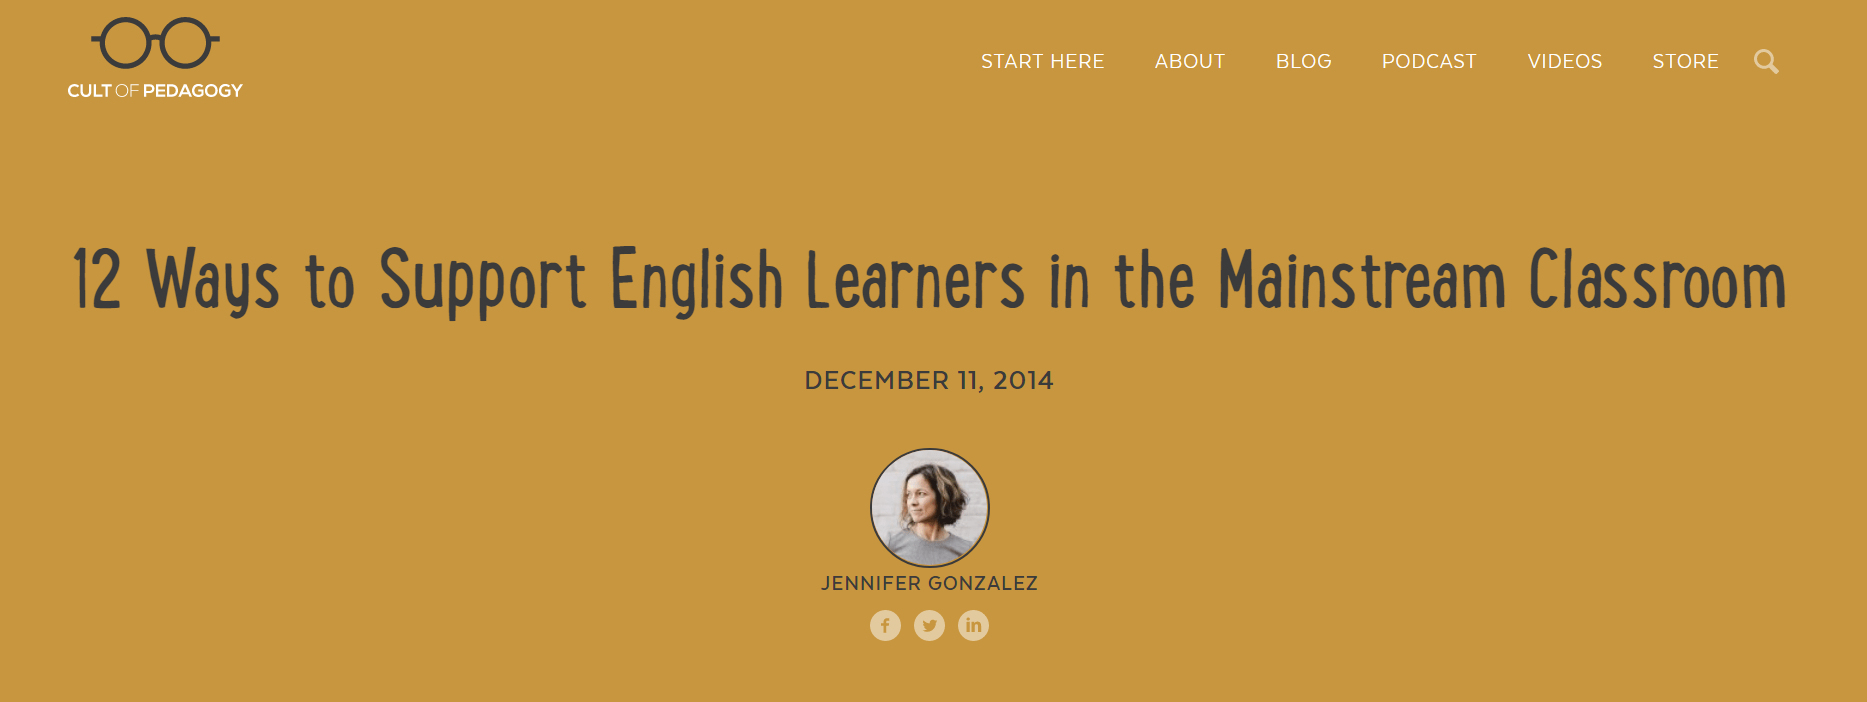 CULT OF PEDAGOGY
START HERE ABOUT BLOG PODCAST VIDEOS STORE
12 Ways to Support English Learners in the Mainstream Classroom
DECEMBER 11, 2014
JENNIFER GONZALEZ
f in